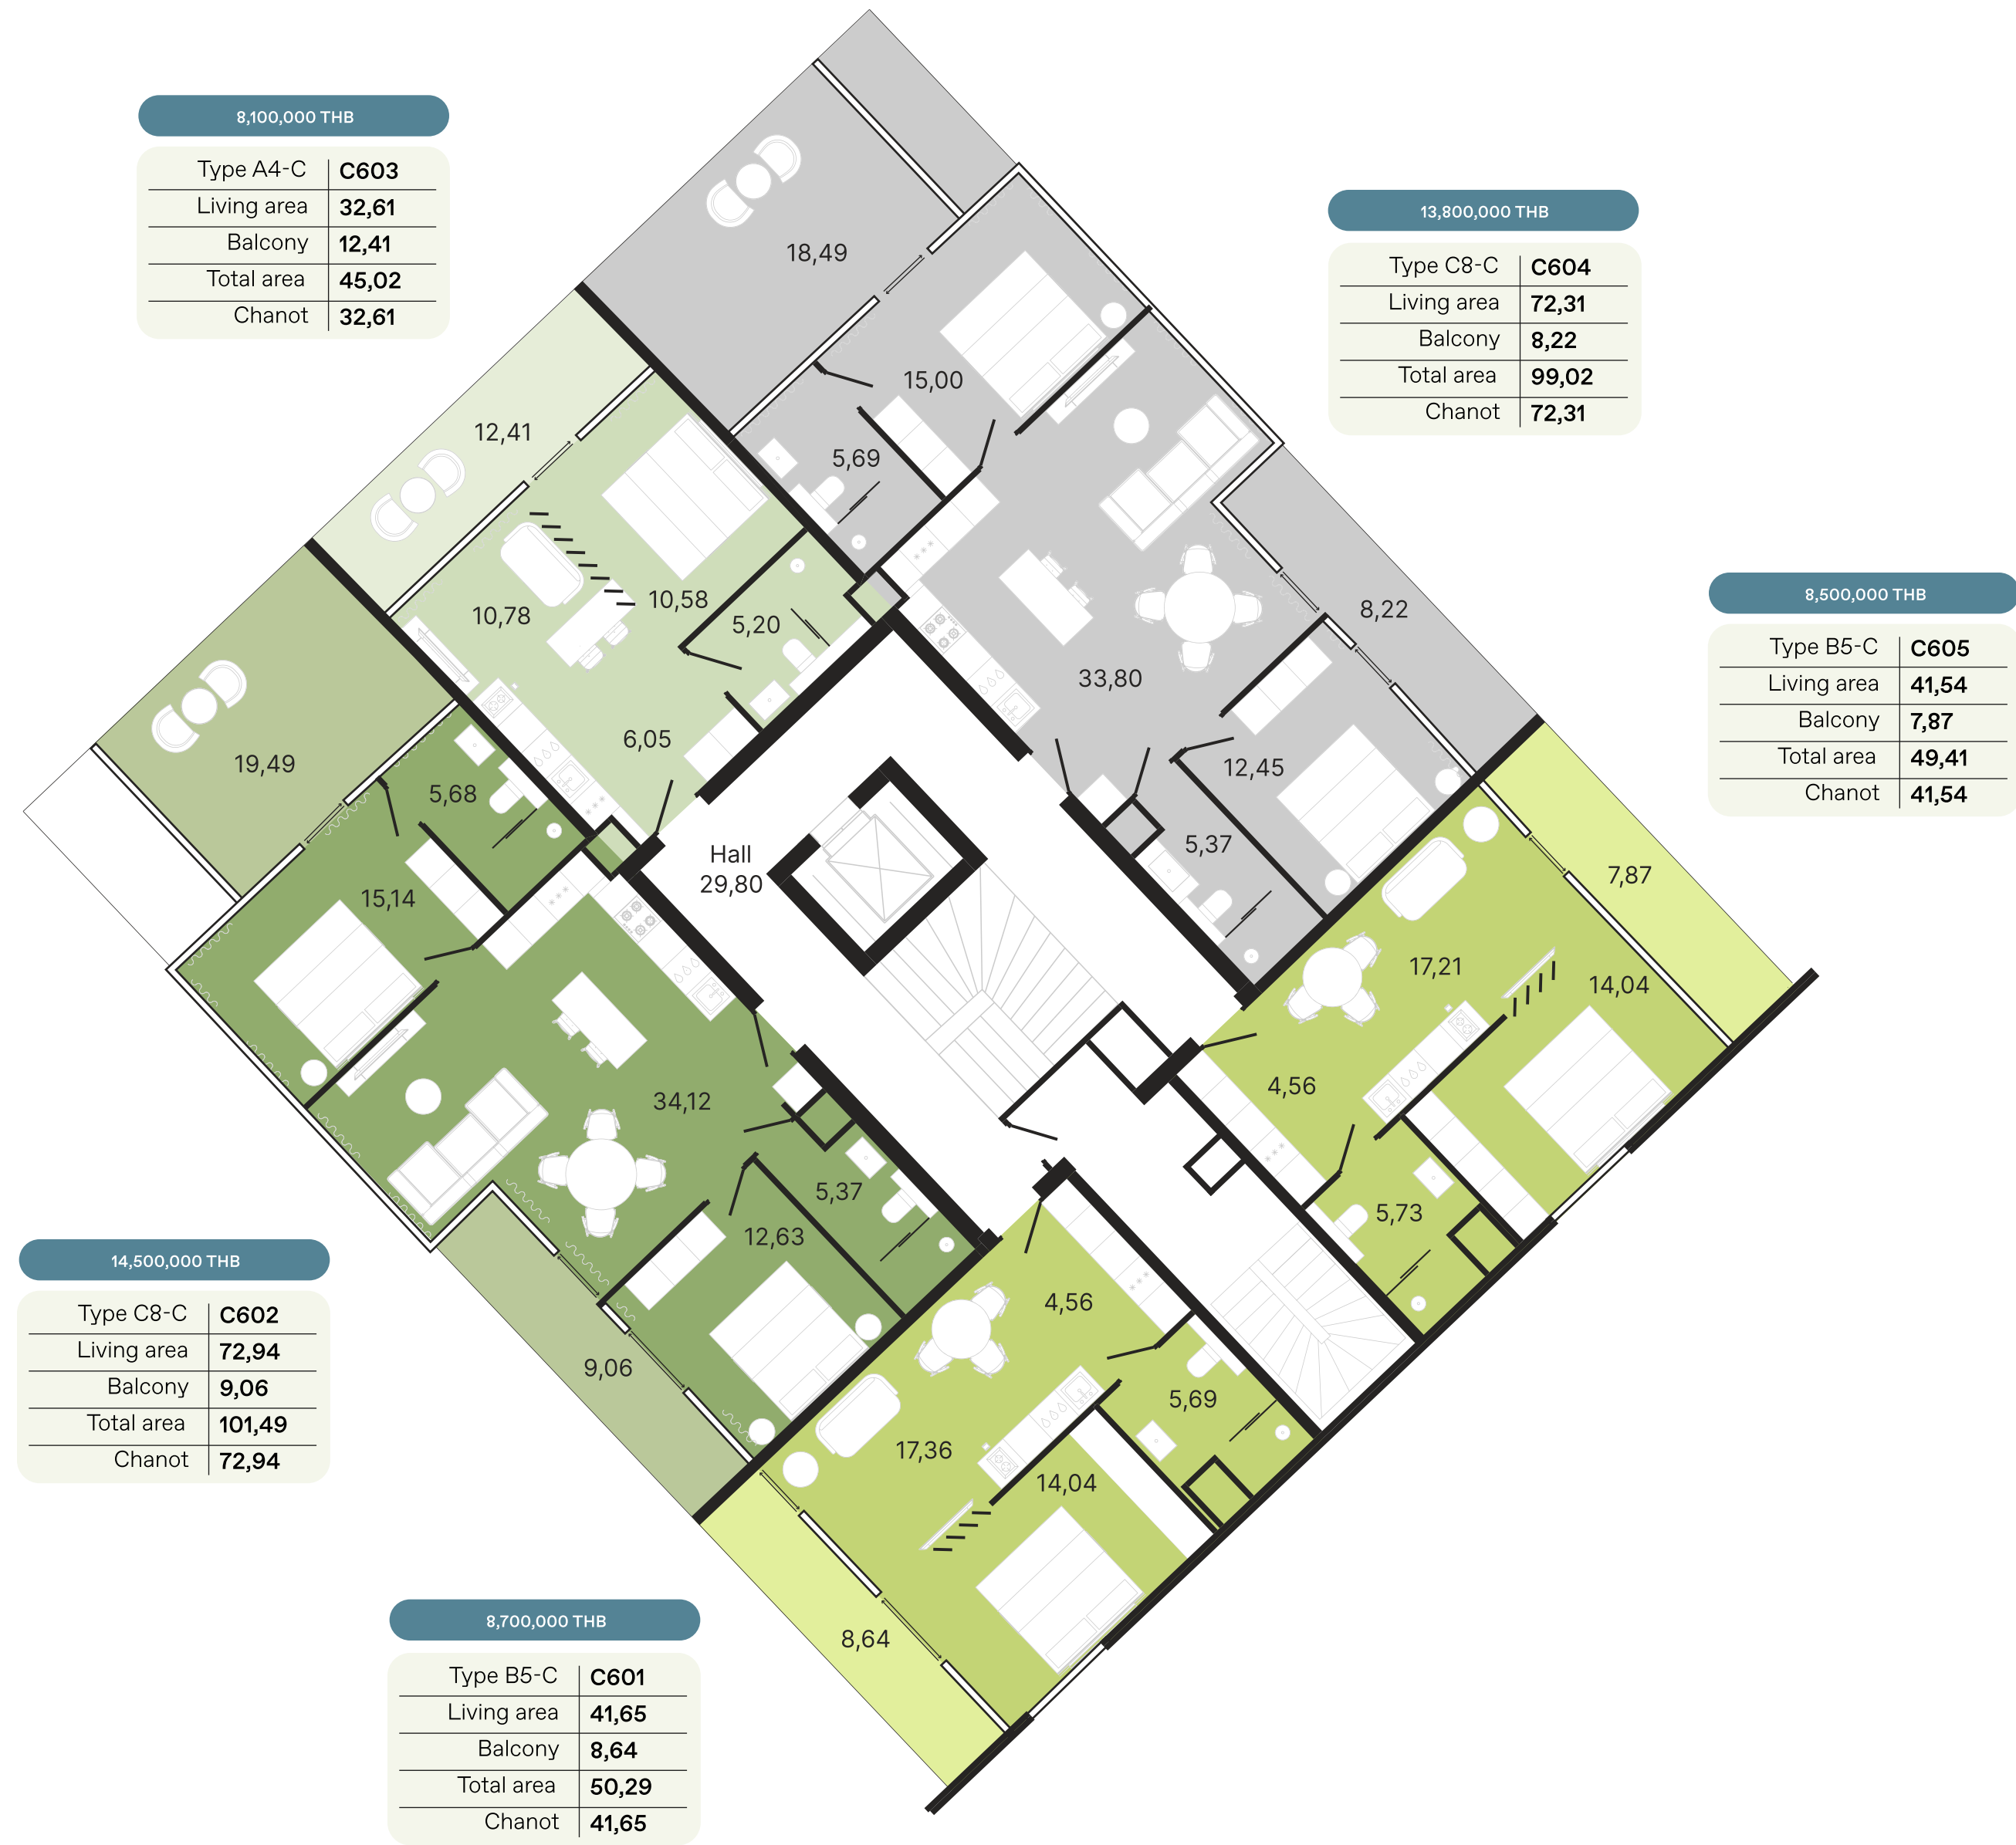 8,100,000 THB
Type A4-C C603
Living area 32,61
Balcony 12,41
Total area 45,02
Chanot 32,61
13,800,000 THB
Type C8-C C604
Living area 72,31
Balcony 8,22
Total area 99,02
Chanot 72,31
8,500,000 THB
Type B5-C C605
Living area 41,54
Balcony 7,87
Total area 49,41
Chanot 41,54
18,49
15,00
5,69
12,41
10,78
10,58
5,20
6,05
8,22
33,80
12,45
5,37
19,49
5,68
15,14
Hall
29,80
7,87
17,21
14,04
4,56
5,73
34,12
5,37
12,63
9,06
4,56
5,69
17,36
14,04
8,64
14,500,000 THB
Type C8-C C602
Living area 72,94
Balcony 9,06
Total area 101,49
Chanot 72,94
8,700,000 THB
Type B5-C C601
Living area 41,65
Balcony 8,64
Total area 50,29
Chanot 41,65